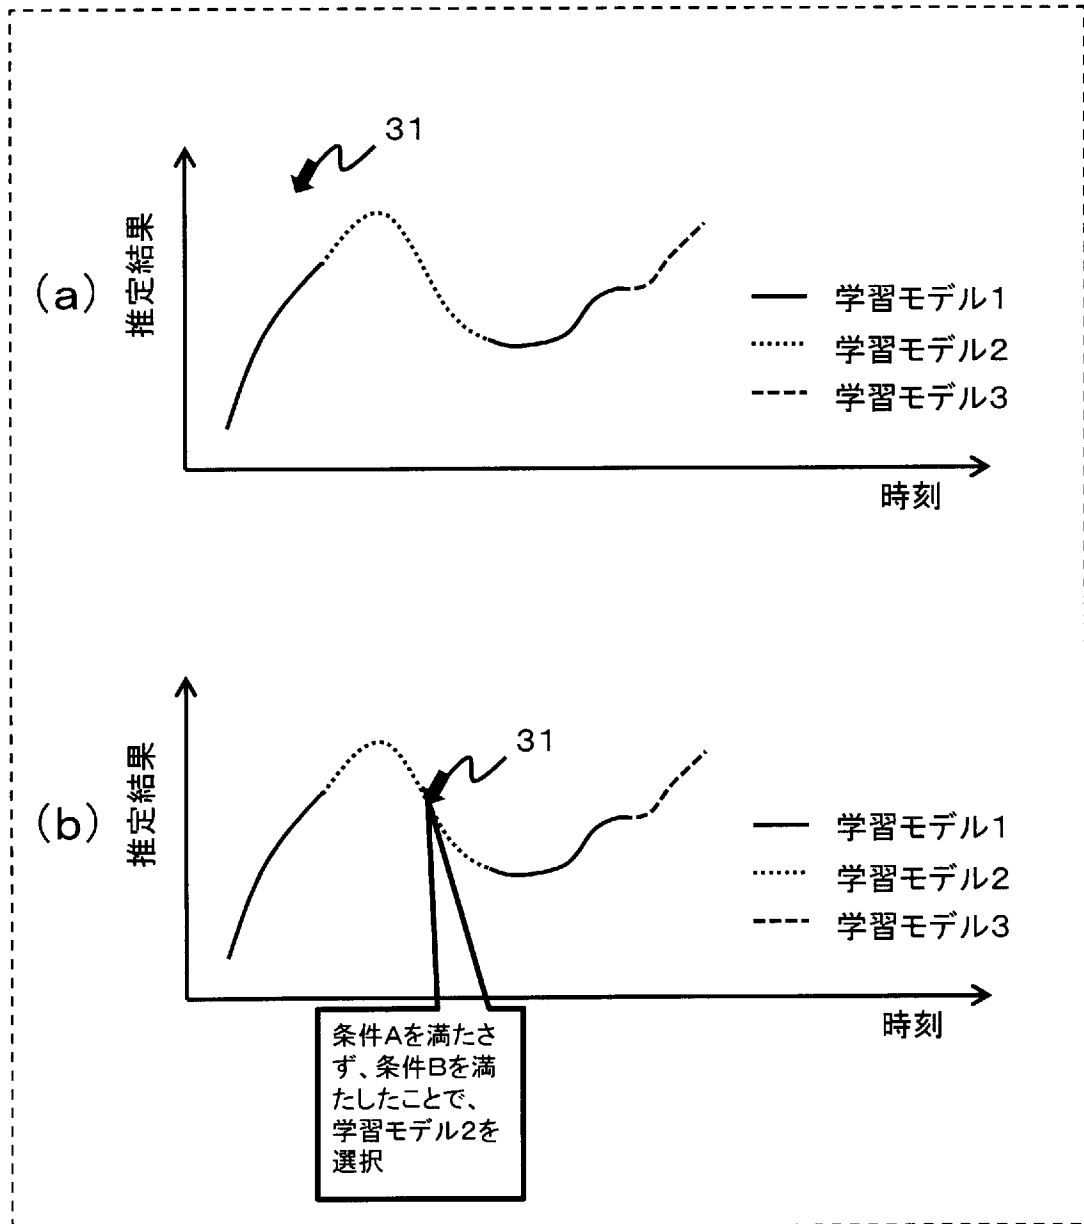 31
(a)
推定結果
学習モデル1
学習モデル2
学習モデル3
時刻
31
(b)
推定結果
学習モデル1
学習モデル2
学習モデル3
時刻
条件Aを満たさ
ず、条件Bを満
たしたことで、
学習モデル2を
選択